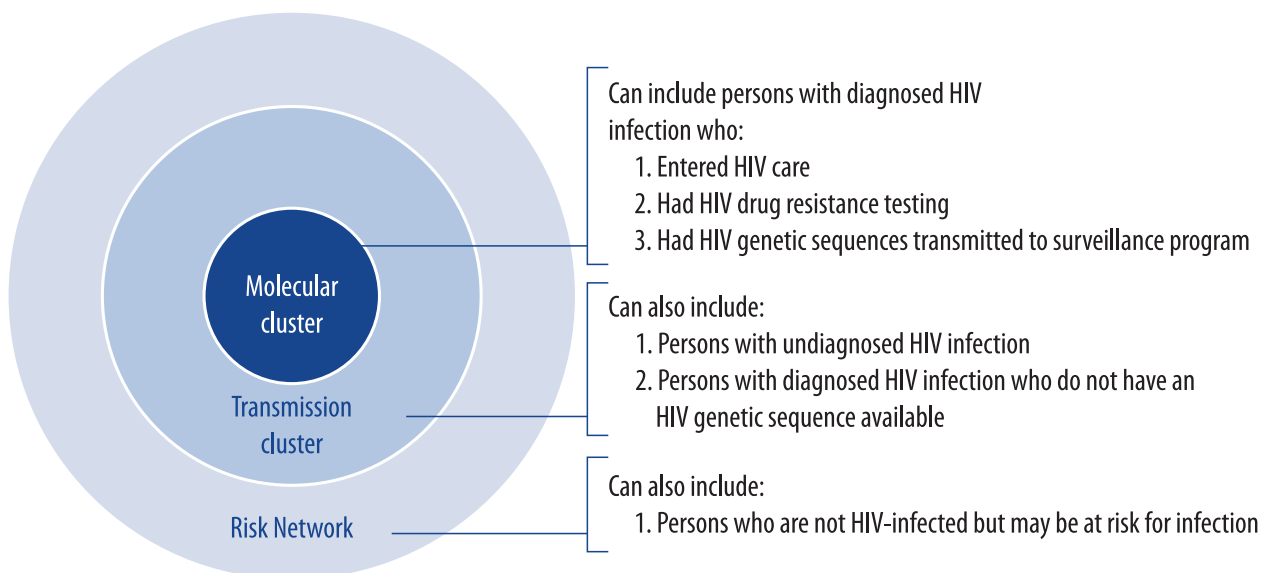 Molecular
cluster
Transmission
cluster
Risk Network
Can include persons with diagnosed HIV
infection who:
1. Entered HIV care
2. Had HIV drug resistance testing
3. Had HIV genetic sequences transmitted to surveillance program
Can also include:
1. Persons with undiagnosed HIV infection
2. Persons with diagnosed HIV infection who do not have an
HIV genetic sequence available
Can also include:
1. Persons who are not HIV-infected but may be at risk for infection